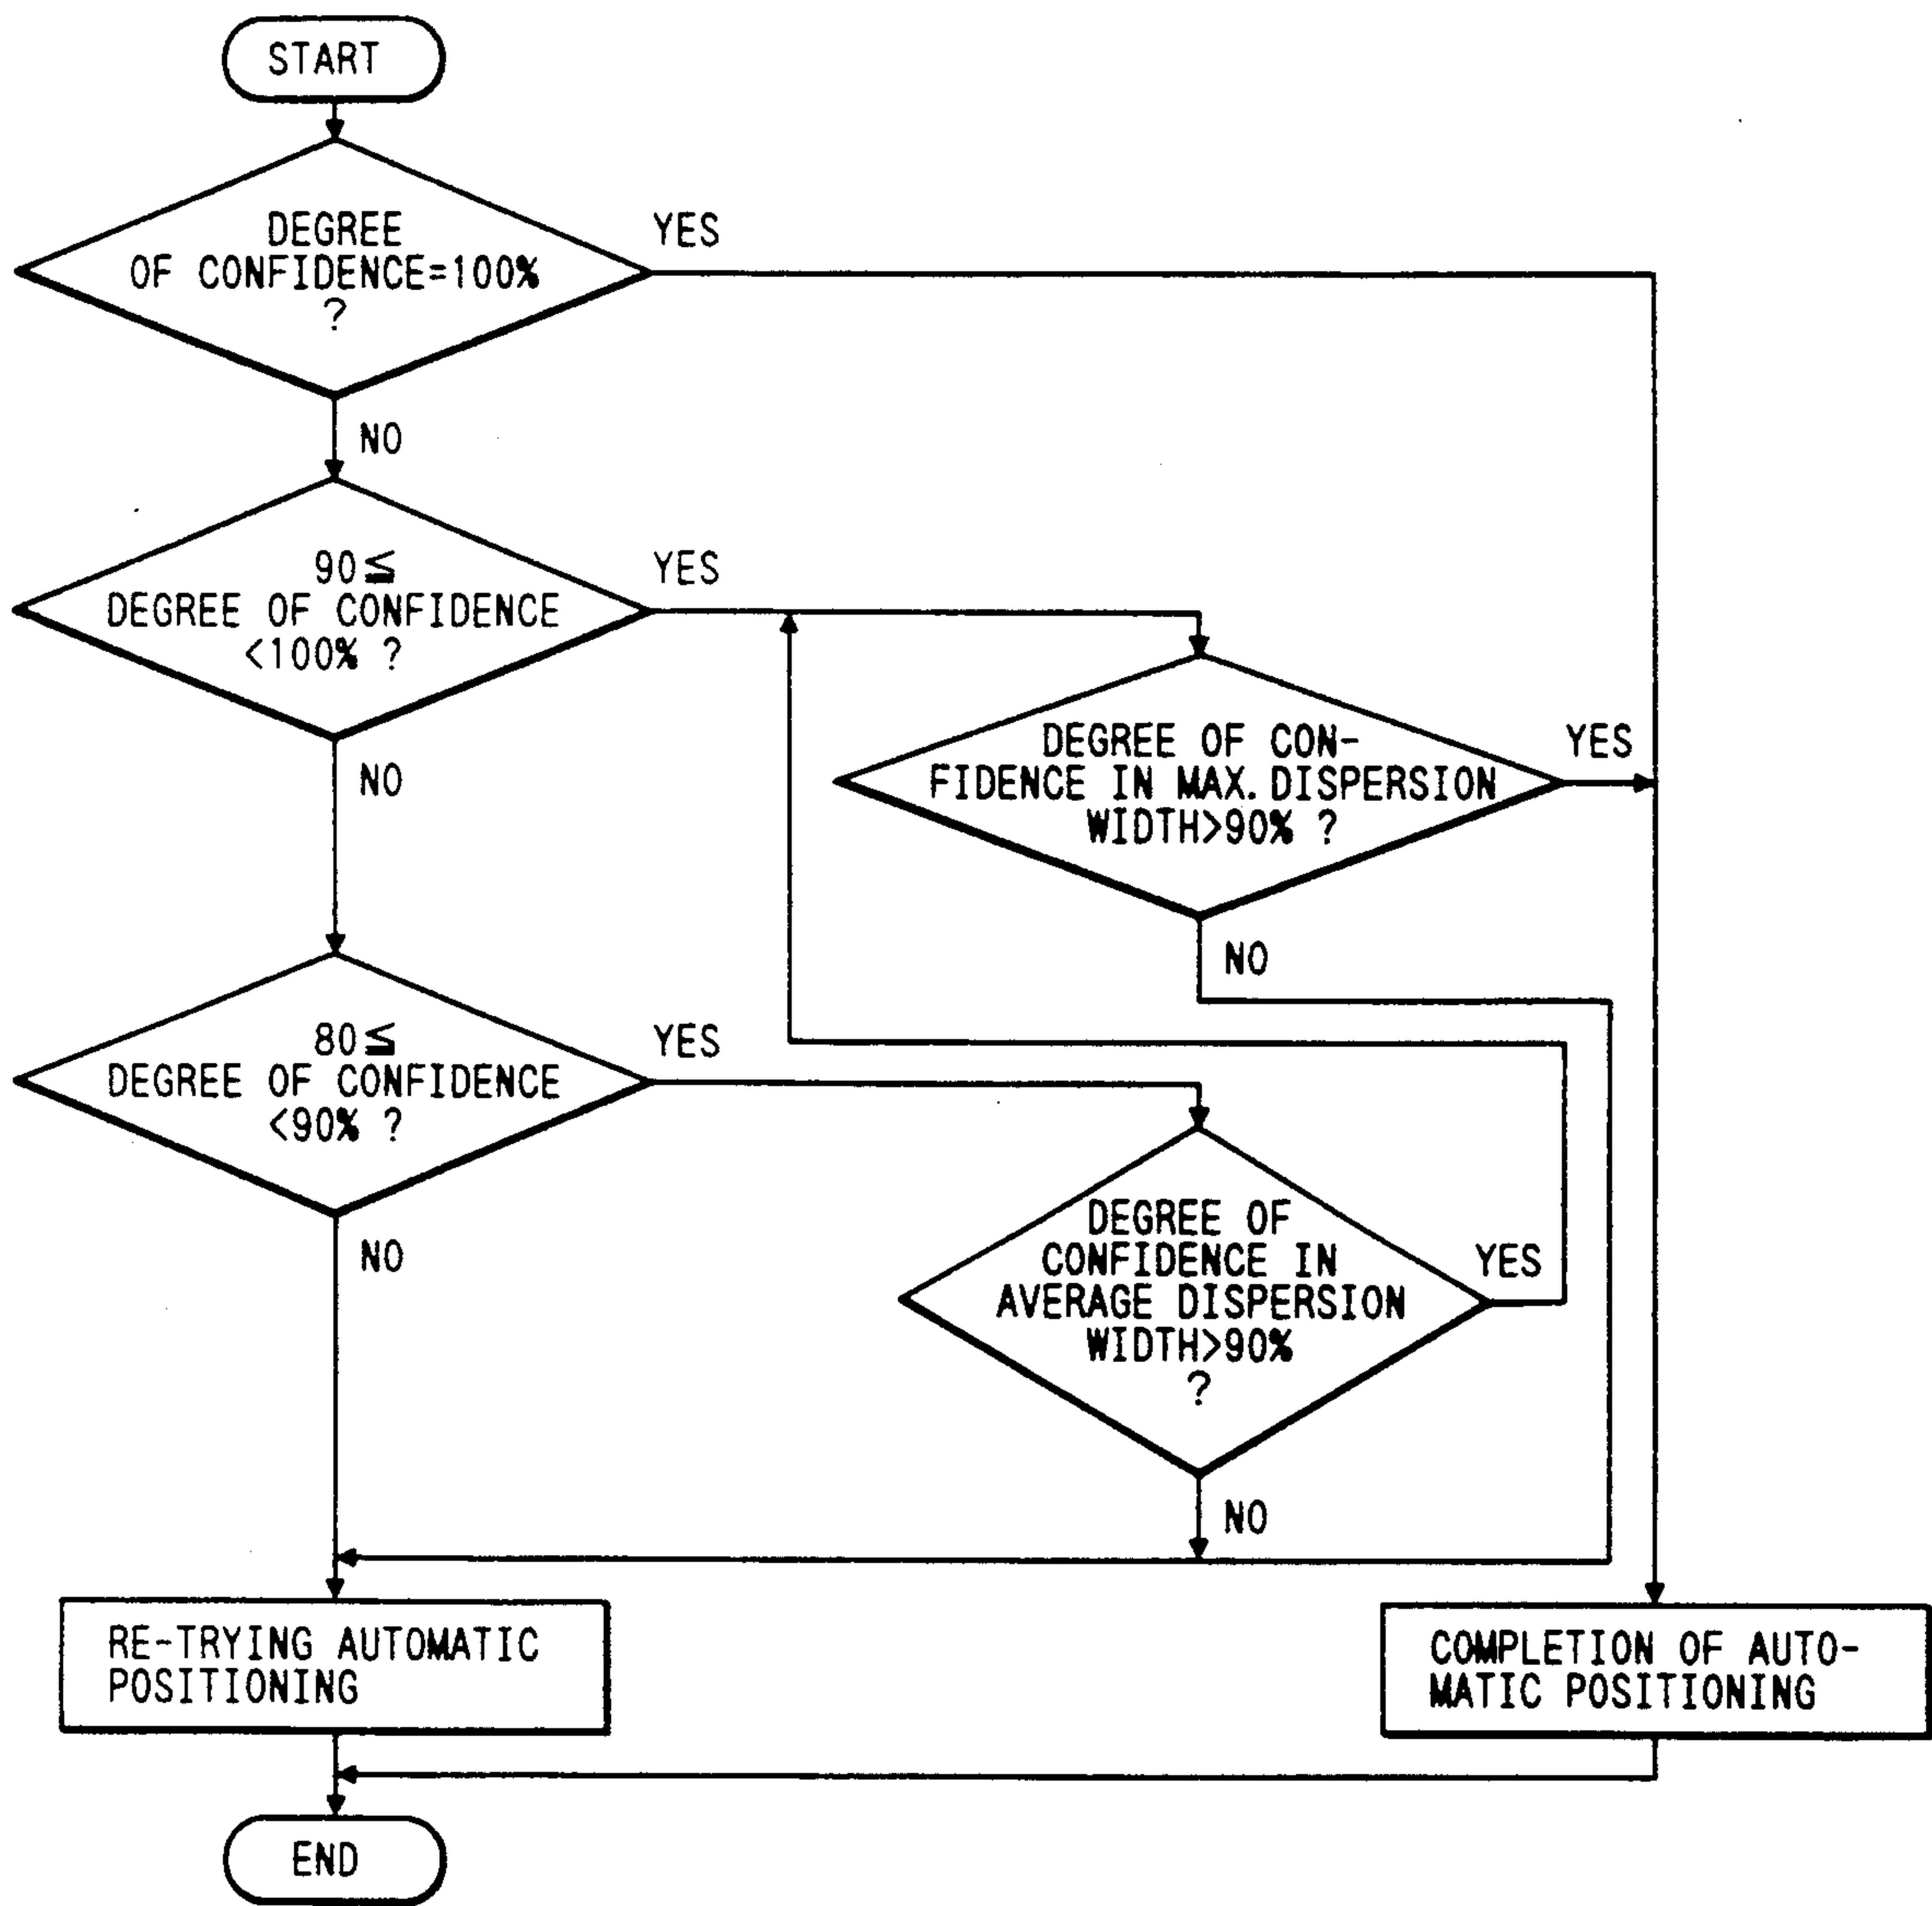 START
DEGREE
OF CONFIDENCE=100%
?
YES
NO
90≦
DEGREE OF CONFIDENCE
<100% ?
YES
NO
DEGREE OF CON-
FIDENCE IN MAX. DISPERSION
WIDTH>90% ?
YES
NO
80≦
DEGREE OF CONFIDENCE
<90% ?
YES
NO
DEGREE OF
CONFIDENCE IN
AVERAGE DISPERSION
WIDTH>90%
?
YES
NO
RE-TRYING AUTOMATIC
POSITIONING
COMPLETION OF AUTO-
MATIC POSITIONING
END